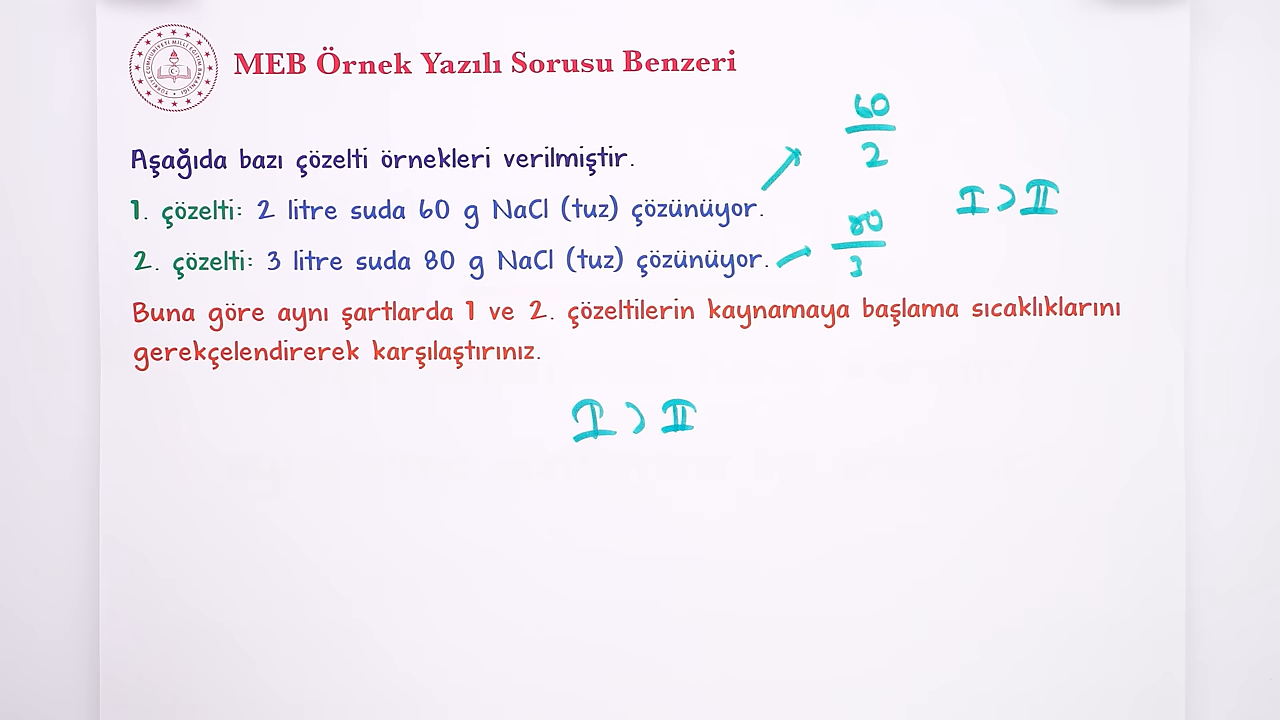 MEB Örnek Yazılı Sorusu Benzeri
Aşağıda bazı çözelti örnekleri verilmiştir.
1. çözelti: 2 litre suda 60 g NaCl (tuz) çözünüyor.
2. çözelti: 3 litre suda 80 g NaCl (tuz) çözünüyor.
Buna göre aynı şartlarda 1 ve 2. çözeltilerin kaynamaya başlama sıcaklıklarını
gerekçelendirerek karşılaştırınız.
60
2
80
3
I > II
I > II